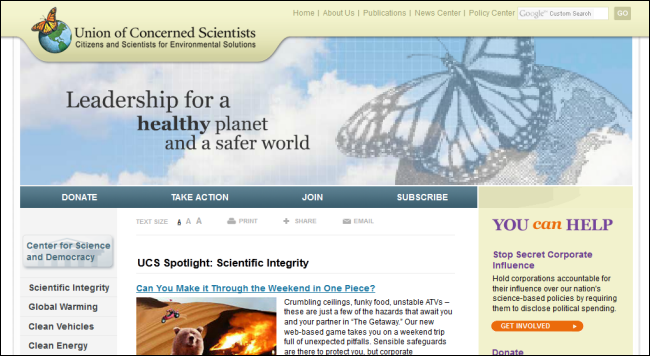 Home | About Us | Publications | News Center | Policy Center Google™ Custom Search GO
Union of Concerned Scientists
Citizens and Scientists for Environmental Solutions
Leadership for a
healthy planet
and a safer world
DONATE TAKE ACTION JOIN SUBSCRIBE
TEXT SIZE A A A PRINT SHARE EMAIL
Center for Science
and Democracy
Scientific Integrity
Global Warming
Clean Vehicles
Clean Energy
UCS Spotlight: Scientific Integrity
Can You Make it Through the Weekend in One Piece?
Crumbling ceilings, funky food, unstable ATVs –
these are just a few of the hazards that await you
and your partner in "The Getaway." Our new
web-based game takes you on a weekend trip
full of unexpected pitfalls. Sensible safeguards
are there to protect you, but corporate
YOU can HELP
Stop Secret Corporate
Influence
Hold corporations accountable for
their influence over our nation's
science-based policies by requiring
them to disclose political spending.
GET INVOLVED
Donate